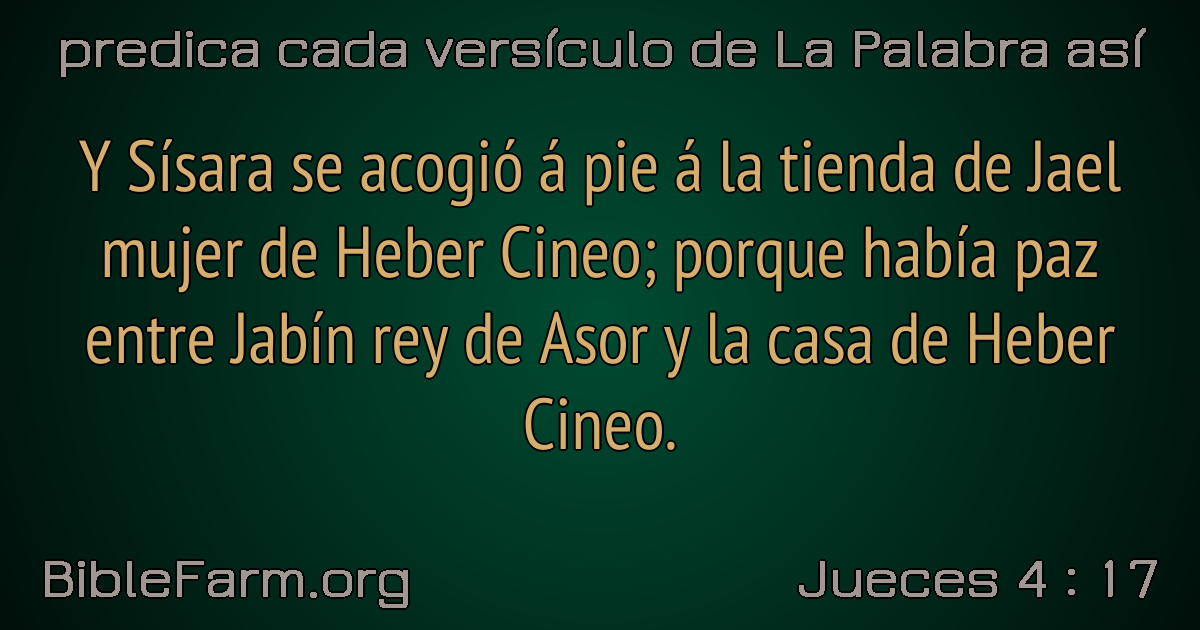 predica cada versículo de La Palabra así
Y Sísara se acogió á pie á la tienda de Jael
mujer de Heber Cineo; porque había paz
entre Jabín rey de Asor y la casa de Heber
Cineo.
BibleFarm.org
Jueces 4 : 17